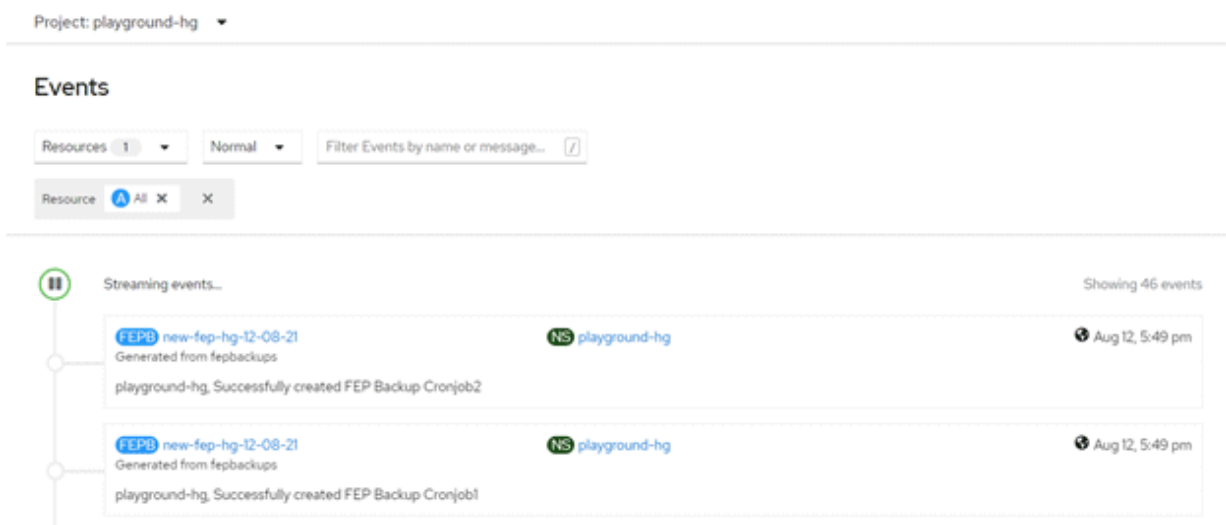 Project: playground-hg
Events
Resources 1 Normal Filter Events by name or message... /
Resource A All
Streaming events... Showing 46 events
FEPB new-fep-hg-12-08-21 NS playground-hg Aug 12, 5:49 pm
Generated from fepbackups
playground-hg, Successfully created FEP Backup Cronjob2
FEPB new-fep-hg-12-08-21 NS playground-hg Aug 12, 5:49 pm
Generated from fepbackups
playground-hg, Successfully created FEP Backup Cronjob1